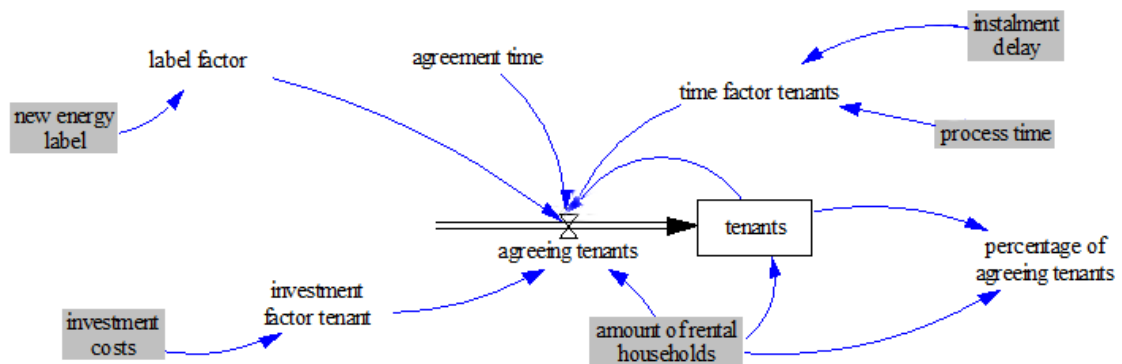 instalment
delay
label factor
agreement time
time factor tenants
new energy
label
process time
tenants
agreeing tenants
percentage of
agreeing tenants
investment
factor tenant
investment
costs
amount of rental
households